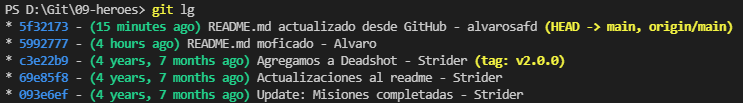 PS D:\Git\09-heroes> git lg
* 5f32173 - (15 minutes ago) README.md actualizado desde GitHub - alvarosafd (HEAD -> main, origin/main)
* 5992777 - (4 hours ago) README.md moficado - Alvaro
* c3e22b9 - (4 years, 7 months ago) Agregamos a Deadshot - Strider (tag: v2.0.0)
* 69e85f8 - (4 years, 7 months ago) Actualizaciones al readme - Strider
* 093e6ef - (4 years, 7 months ago) Update: Misiones completadas - Strider